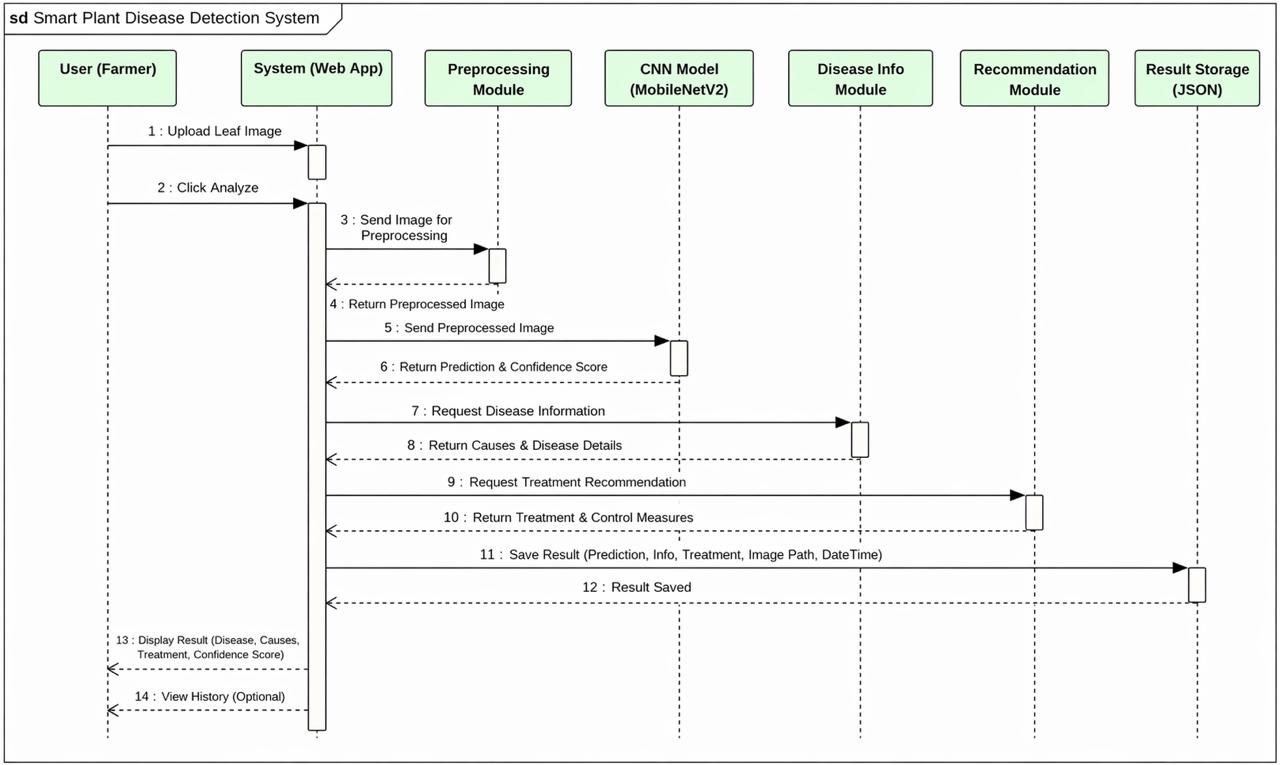 sd Smart Plant Disease Detection System
User (Farmer)
System (Web App)
Preprocessing
Module
CNN Model
(MobileNetV2)
Disease Info
Module
Recommendation
Module
Result Storage
(JSON)
1 : Upload Leaf Image
2 : Click Analyze
3 : Send Image for
Preprocessing
4 : Return Preprocessed Image
5 : Send Preprocessed Image
6 : Return Prediction & Confidence Score
7 : Request Disease Information
8 : Return Causes & Disease Details
9 : Request Treatment Recommendation
10 : Return Treatment & Control Measures
11 : Save Result (Prediction, Info, Treatment, Image Path, DateTime)
12 : Result Saved
13 : Display Result (Disease, Causes,
Treatment, Confidence Score)
14 : View History (Optional)